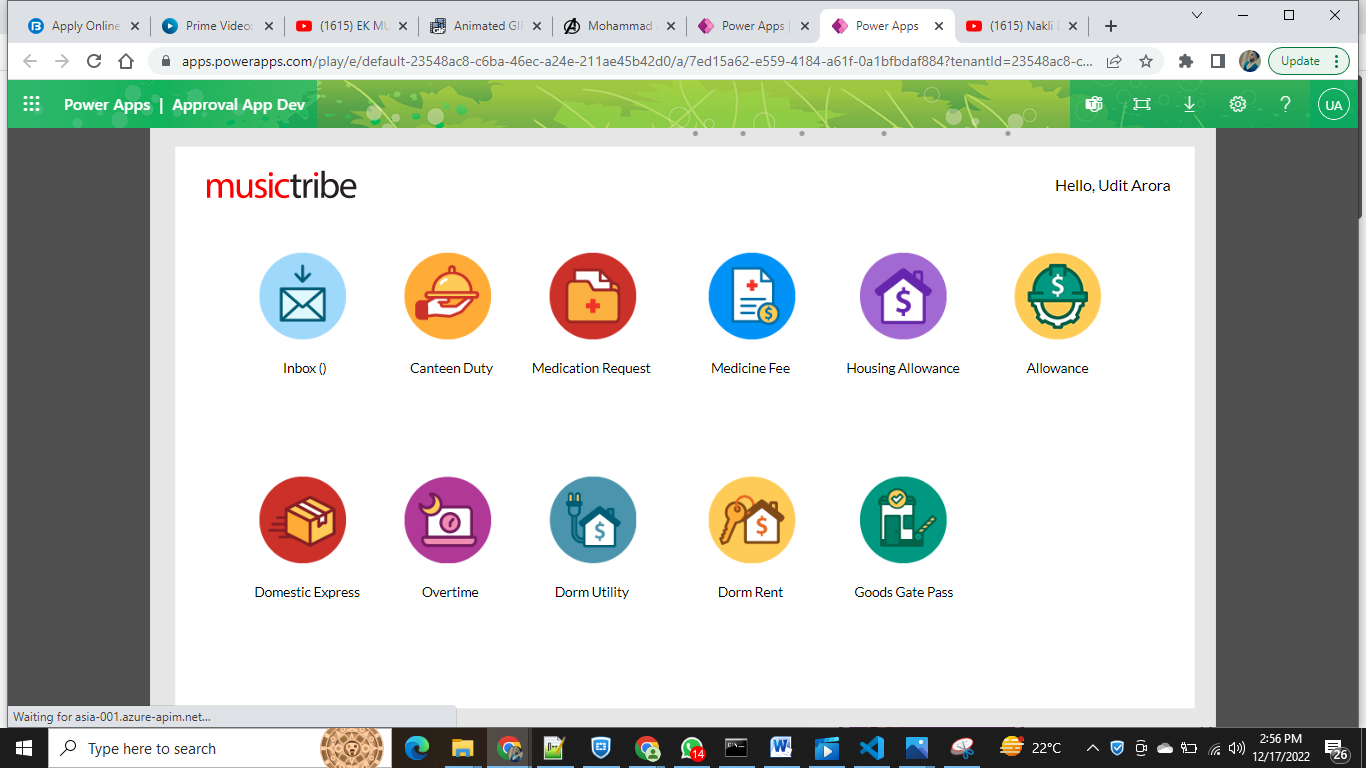 Apply Online
Prime Video:
(1615) EK MU
Animated GIF
Mohammad
Power Apps |
Power Apps
(1615) Nakli
apps.powerapps.com/play/e/default-23548ac8-c6ba-46ec-a24e-211ae45b42d0/a/7ed15a62-e559-4184-a61f-0a1bfbdaf884?tenantId=23548ac8-c...
Update
Power Apps | Approval App Dev
UA
musictribe
Hello, Udit Arora
Inbox ()
Canteen Duty
Medication Request
Medicine Fee
Housing Allowance
Allowance
Domestic Express
Overtime
Dorm Utility
Dorm Rent
Goods Gate Pass
Waiting for asia-001.azure-apim.net...
Type here to search
14
22°C
2:56 PM
12/17/2022
26